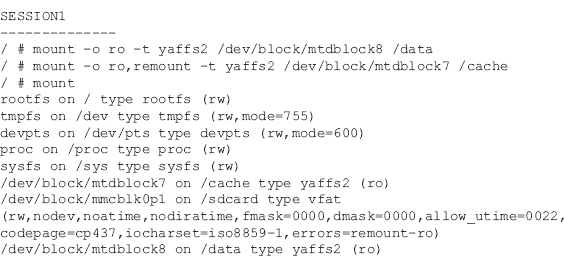 SESSION1
--------------
/ # mount -o ro -t yaffs2 /dev/block/mtdblock8 /data
/ # mount -o ro,remount -t yaffs2 /dev/block/mtdblock7 /cache
/ # mount
rootfs on / type rootfs (rw)
tmpfs on /dev type tmpfs (rw,mode=755)
devpts on /dev/pts type devpts (rw,mode=600)
proc on /proc type proc (rw)
sysfs on /sys type sysfs (rw)
/dev/block/mtdblock7 on /cache type yaffs2 (ro)
/dev/block/mmcblk0p1 on /sdcard type vfat
(rw,nodev,noatime,nodiratime,fmask=0000,dmask=0000,allow_utime=0022,
codepage=cp437,iocharset=iso8859-1,errors=remount-ro)
/dev/block/mtdblock8 on /data type yaffs2 (ro)